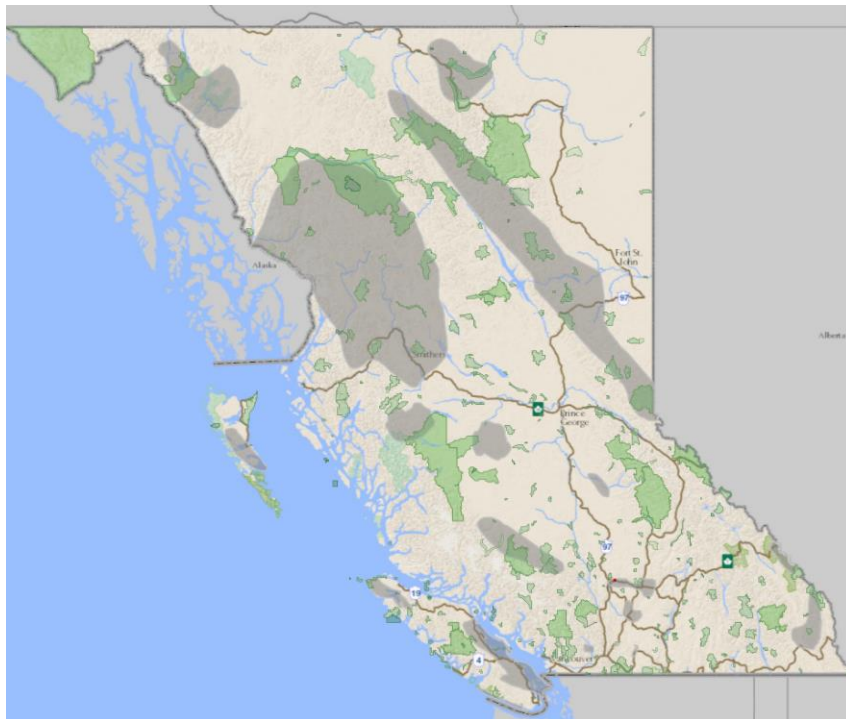 Fort St.
John
97
Alaska
Alberta
Smithers
Prince
George
97
19
4
Vancouver